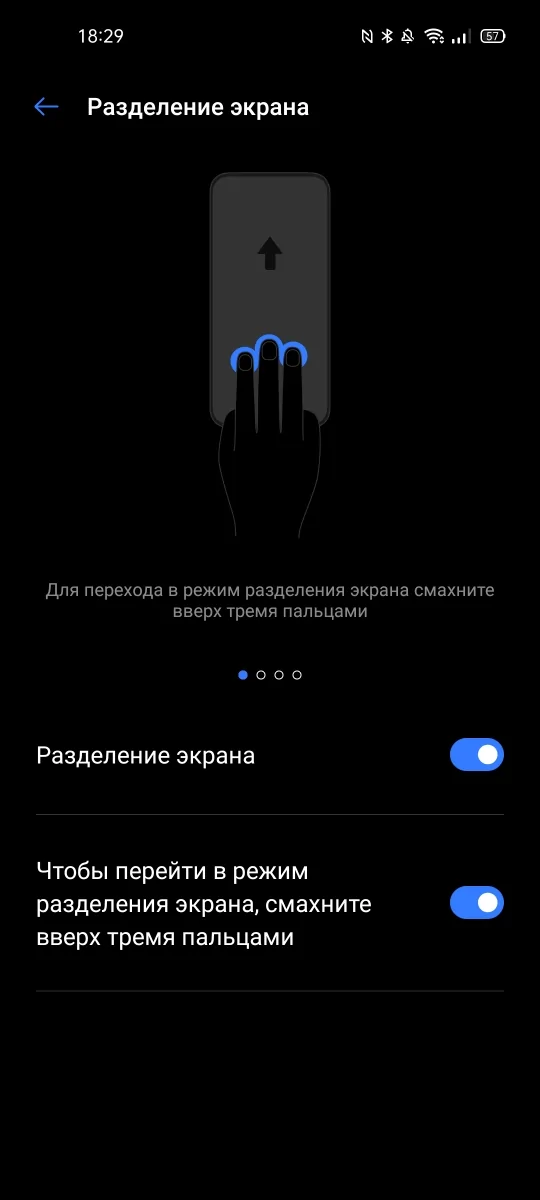 18:29
57
Разделение экрана
Для перехода в режим разделения экрана смахните
вверх тремя пальцами
Разделение экрана
Чтобы перейти в режим
разделения экрана, смахните
вверх тремя пальцами